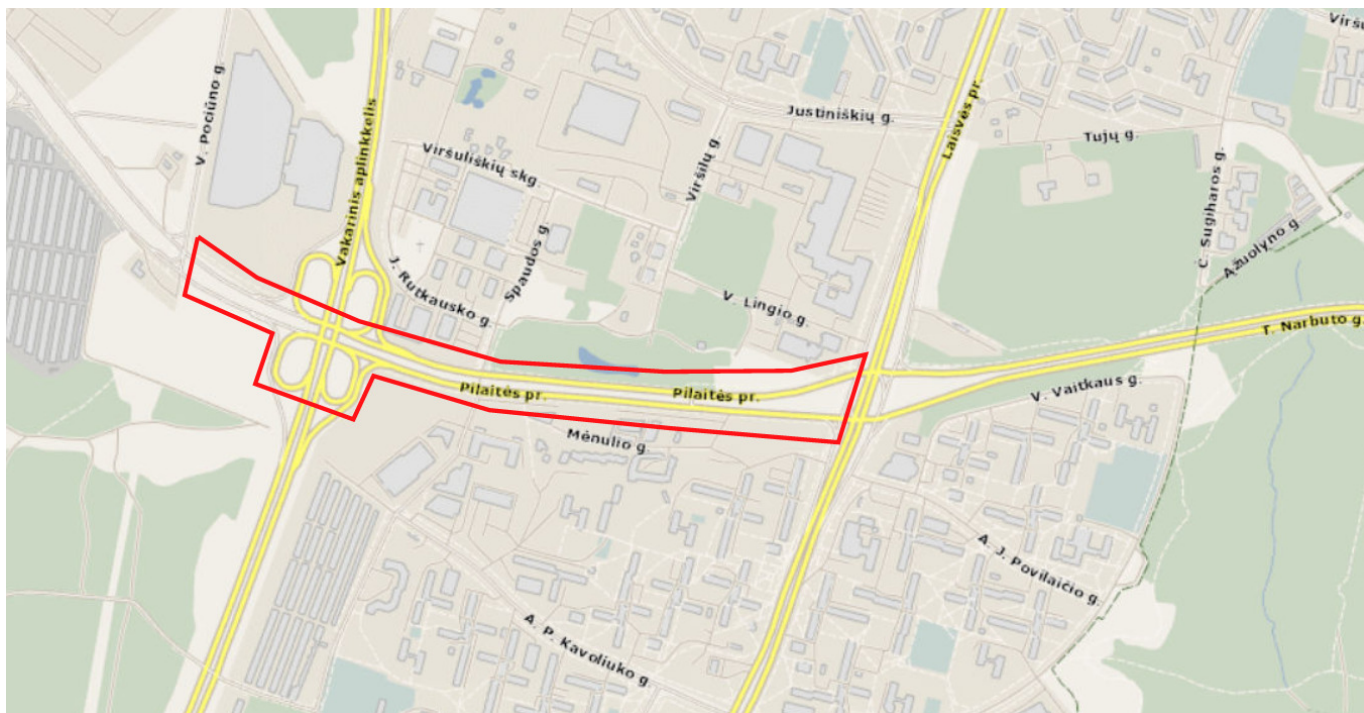 Viršu
V. Pociūno g.
Vakarinis aplinkkelis
Viršuliškių skg.
Viršilų g.
Justiniškių g.
Laisvės pr.
Tujų g.
C. Sugiharos g.
Ąžuolyno g.
J. Rutkausko g.
Spaudos g.
V. Lingio g.
T. Narbuto g.
Pilaitės pr.
Pilaitės pr.
V. Vaitkaus g.
Mėnulio g.
A. J. Povilaičio g.
A. P. Kavoliuko g.